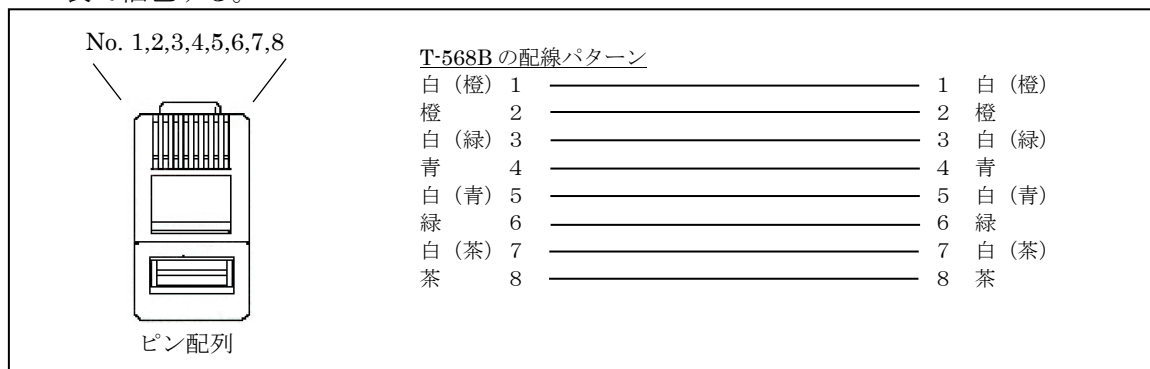 No. 1,2,3,4,5,6,7,8
ピン配列
T-568B の配線パターン
白（橙） 1 1 白（橙）
橙 2 2 橙
白（緑） 3 3 白（緑）
青 4 4 青
白（青） 5 5 白（青）
緑 6 6 緑
白（茶） 7 7 白（茶）
茶 8 8 茶